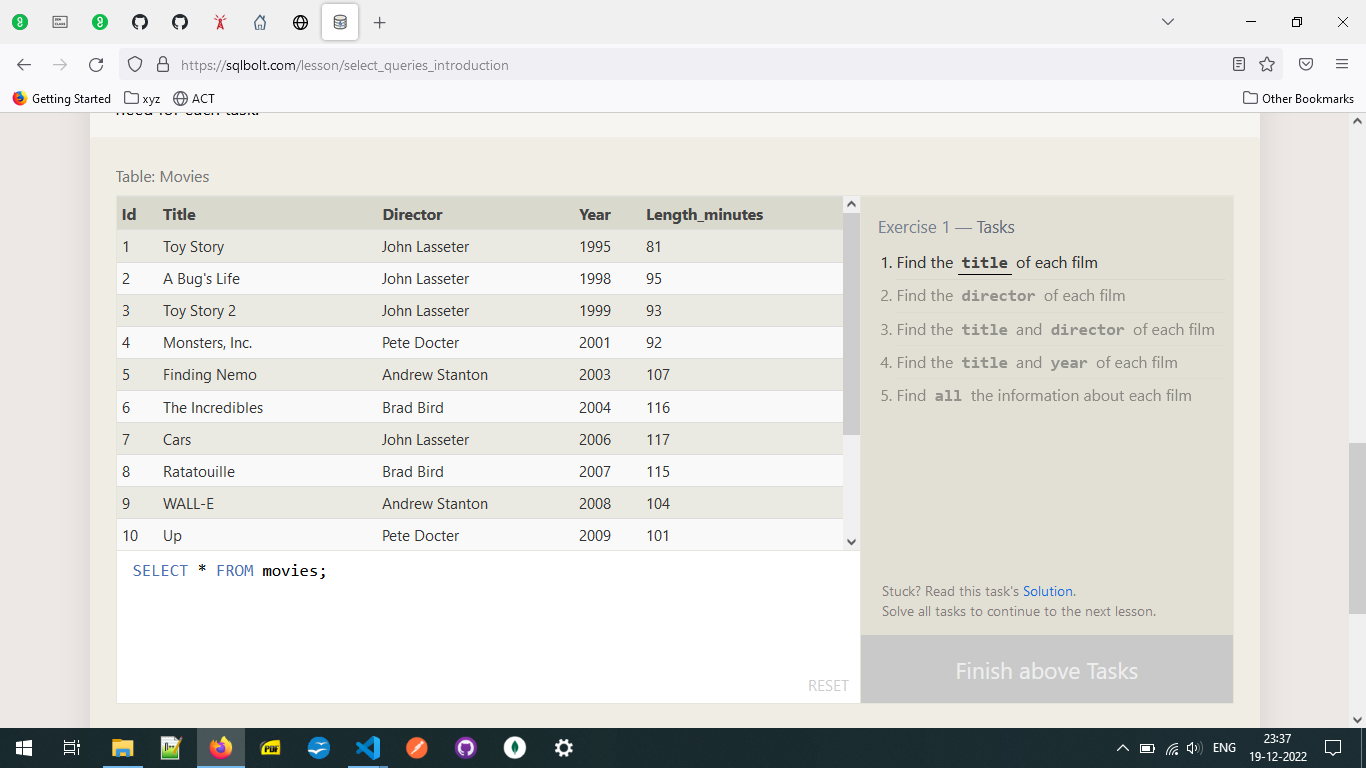 https://sqlbolt.com/lesson/select_queries_introduction
Getting Started xyz ACT Other Bookmarks
need for each task.
Table: Movies
Id Title Director Year Length_minutes
1 Toy Story John Lasseter 1995 81
2 A Bug's Life John Lasseter 1998 95
3 Toy Story 2 John Lasseter 1999 93
4 Monsters, Inc. Pete Docter 2001 92
5 Finding Nemo Andrew Stanton 2003 107
6 The Incredibles Brad Bird 2004 116
7 Cars John Lasseter 2006 117
8 Ratatouille Brad Bird 2007 115
9 WALL-E Andrew Stanton 2008 104
10 Up Pete Docter 2009 101
SELECT * FROM movies;
RESET
Exercise 1 — Tasks
1. Find the title of each film
2. Find the director of each film
3. Find the title and director of each film
4. Find the title and year of each film
5. Find all the information about each film
Stuck? Read this task's Solution.
Solve all tasks to continue to the next lesson.
Finish above Tasks
PDF
ENG
23:37
19-12-2022